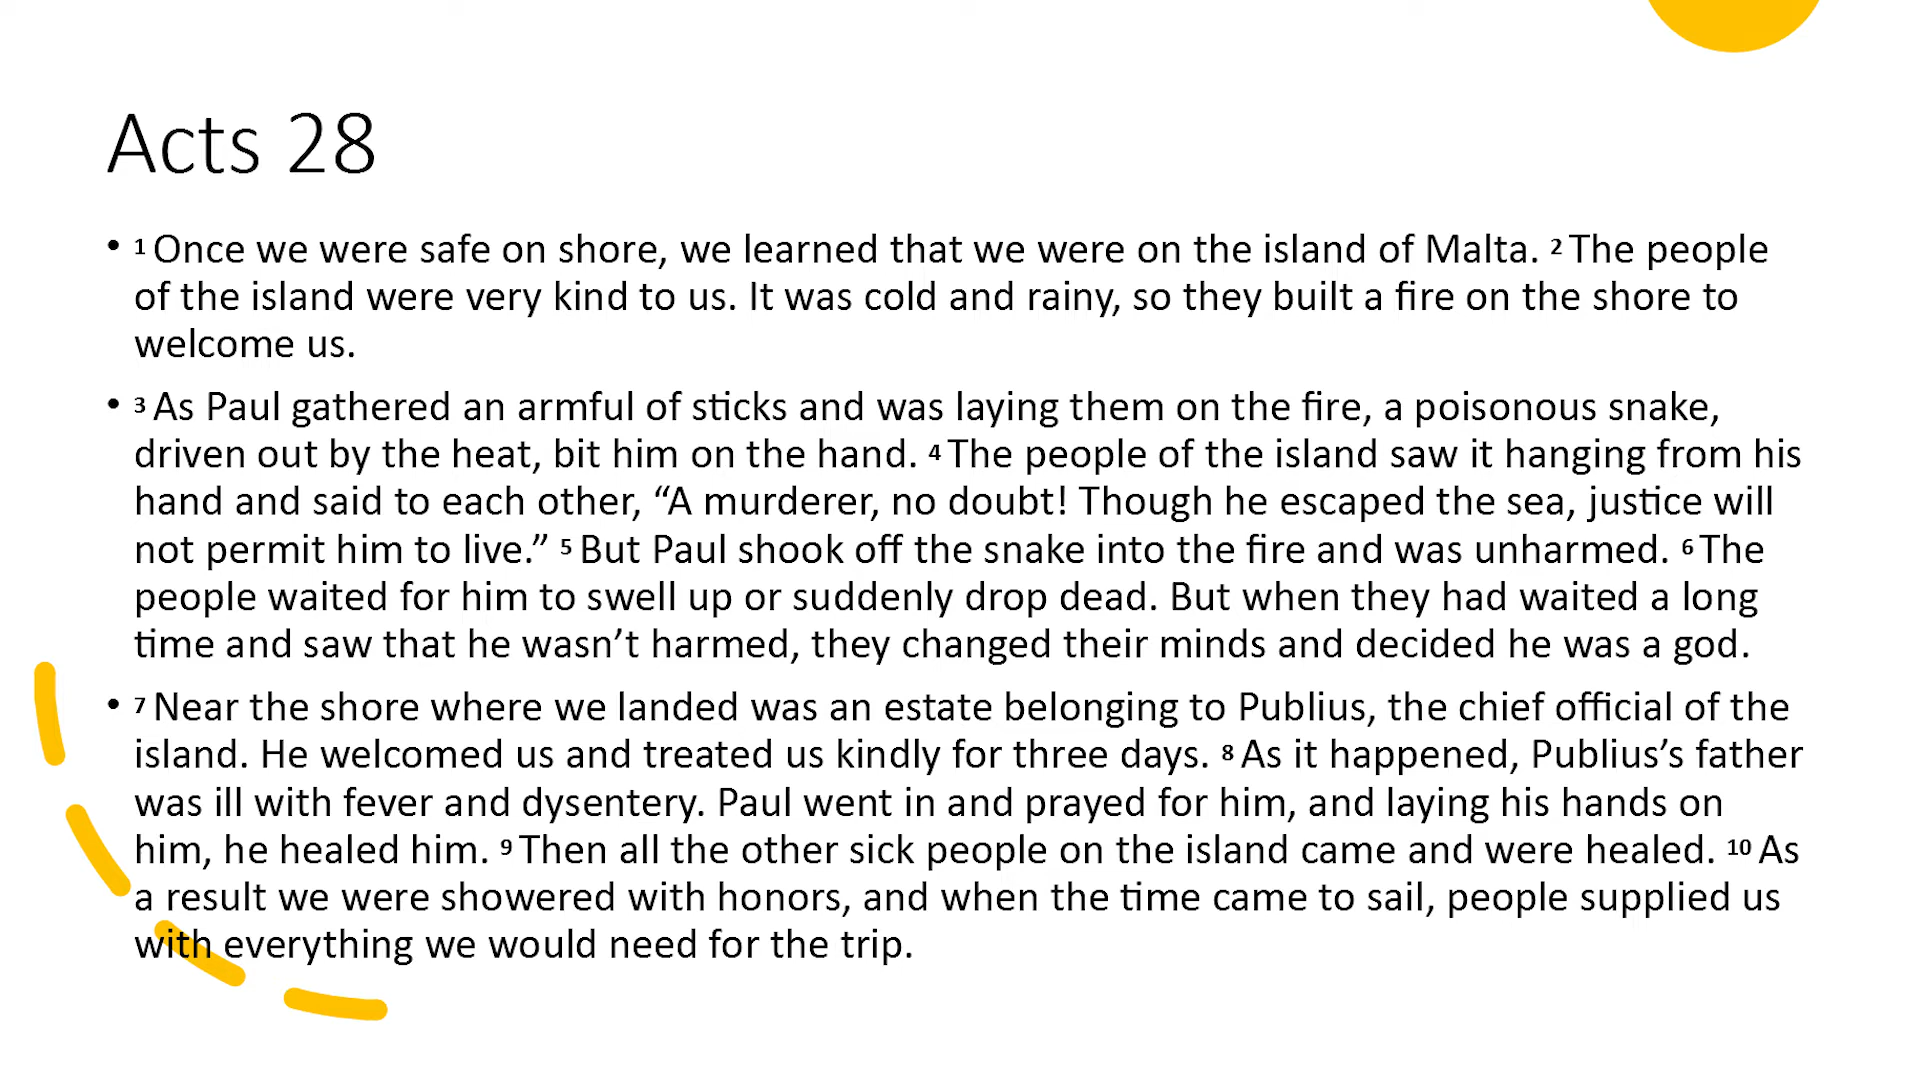 Acts 28
• 1 Once we were safe on shore, we learned that we were on the island of Malta. 2 The people
of the island were very kind to us. It was cold and rainy, so they built a fire on the shore to
welcome us.
• 3 As Paul gathered an armful of sticks and was laying them on the fire, a poisonous snake,
driven out by the heat, bit him on the hand. 4 The people of the island saw it hanging from his
hand and said to each other, “A murderer, no doubt! Though he escaped the sea, justice will
not permit him to live.” 5 But Paul shook off the snake into the fire and was unharmed. 6 The
people waited for him to swell up or suddenly drop dead. But when they had waited a long
time and saw that he wasn’t harmed, they changed their minds and decided he was a god.
• 7 Near the shore where we landed was an estate belonging to Publius, the chief official of the
island. He welcomed us and treated us kindly for three days. 8 As it happened, Publius’s father
was ill with fever and dysentery. Paul went in and prayed for him, and laying his hands on
him, he healed him. 9 Then all the other sick people on the island came and were healed. 10 As
a result we were showered with honors, and when the time came to sail, people supplied us
with everything we would need for the trip.